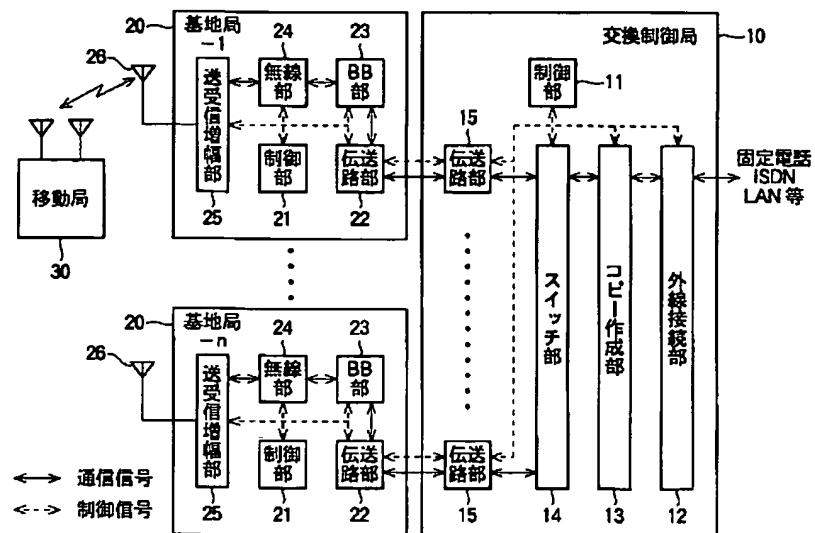 20
基地局
-1
24
23
26
送受信増幅部
無線部
BB部
制御部
伝送路部
25
21
22
移動局
30
交換制御局
10
制御部
11
15
伝送路部
固定電話
ISDN
LAN等
スイッチ部
コピー作成部
外線接続部
20
基地局
-n
24
23
26
送受信増幅部
無線部
BB部
制御部
伝送路部
伝送路部
25
21
22
15
14
13
12
通信信号
制御信号